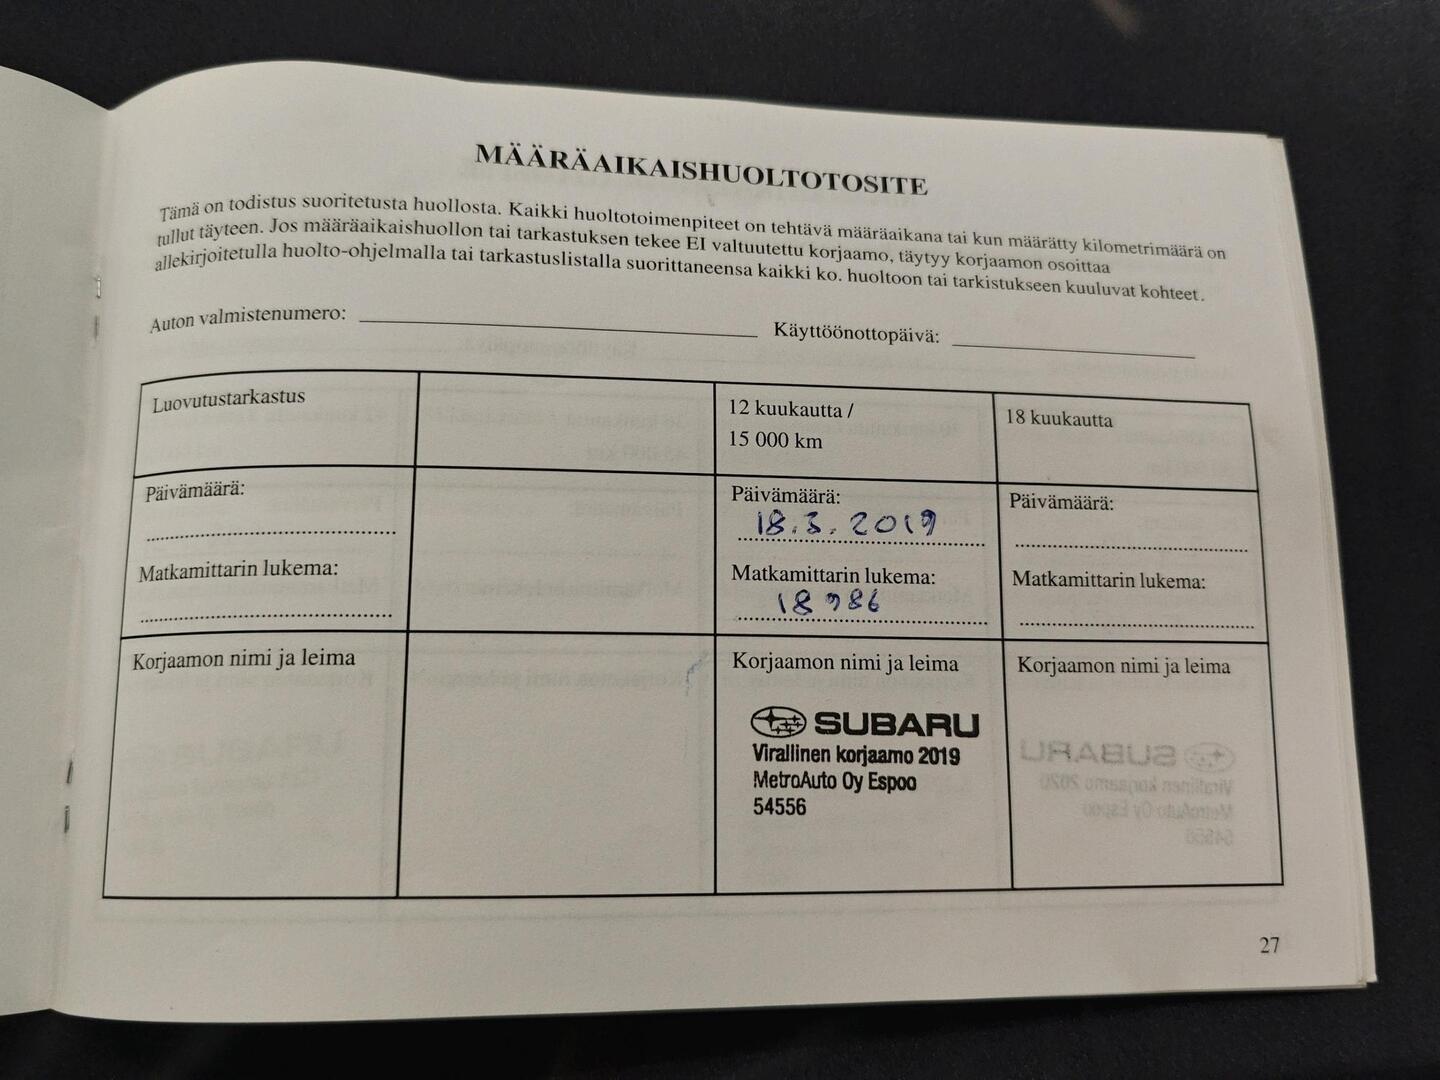 MÄÄRÄAIKAISHUOLTOTOSITE
Tämä on todistus suoritetusta huollosta. Kaikki huoltotoimenpiteet on tehtävä määräaikana tai kun määrätty kilometrimäärä on
tullut täyteen. Jos määräaikaishuollon tai tarkastuksen tekee EI valtuutettu korjaamo, täytyy korjaamon osoittaa
allekirjoitetulla huolto-ohjelmalla tai tarkastuslistalla suorittaneensa kaikki ko. huoltoon tai tarkistukseen kuuluvat kohteet.
Auton valmistenumero: Käyttöönottopäivä:
Luovutustarkastus
Päivämäärä:
Matkamittarin lukema:
Korjaamon nimi ja leima
12 kuukautta /
15 000 km
Päivämäärä:
18.3.2019
Matkamittarin lukema:
18986
Korjaamon nimi ja leima
SUBARU
Virallinen korjaamo 2019
MetroAuto Oy Espoo
54556
18 kuukautta
Päivämäärä:
Matkamittarin lukema:
Korjaamon nimi ja leima
27